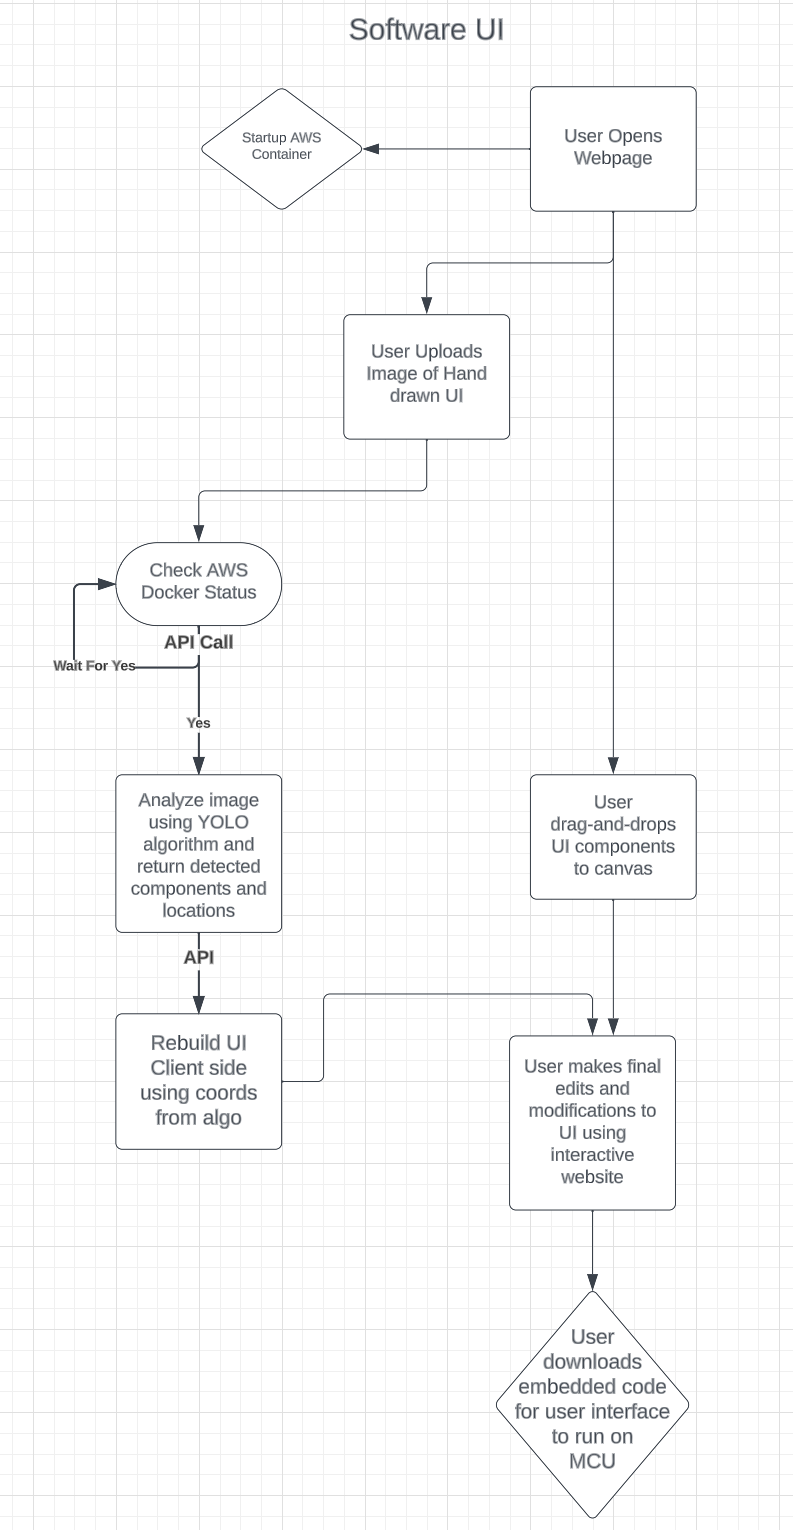 Software UI
Startup AWS
Container
User Opens
Webpage
User Uploads
Image of Hand
drawn UI
Check AWS
Docker Status
API Call
Wait For Yes
Yes
Analyze image
using YOLO
algorithm and
return detected
components and
locations
User
drag-and-drops
UI components
to canvas
API
Rebuild UI
Client side
using coords
from algo
User makes final
edits and
modifications to
UI using
interactive
website
User
downloads
embedded code
for user interface
to run on
MCU